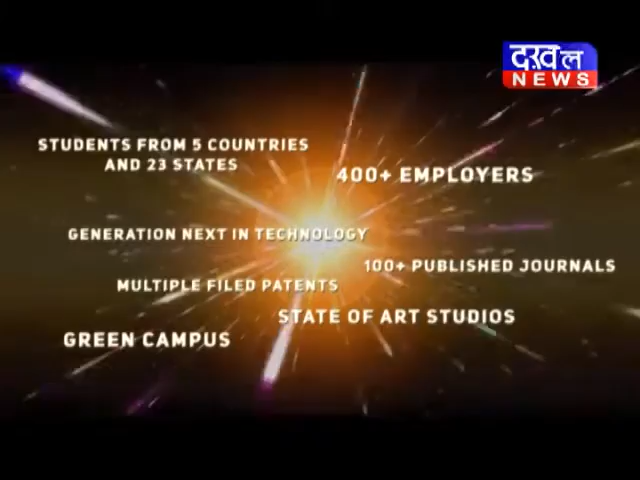 दख़ल
NEWS
STUDENTS FROM 5 COUNTRIES
AND 23 STATES
400+ EMPLOYERS
GENERATION NEXT IN TECHNOLOGY
100+ PUBLISHED JOURNALS
MULTIPLE FILED PATENTS
STATE OF ART STUDIOS
GREEN CAMPUS